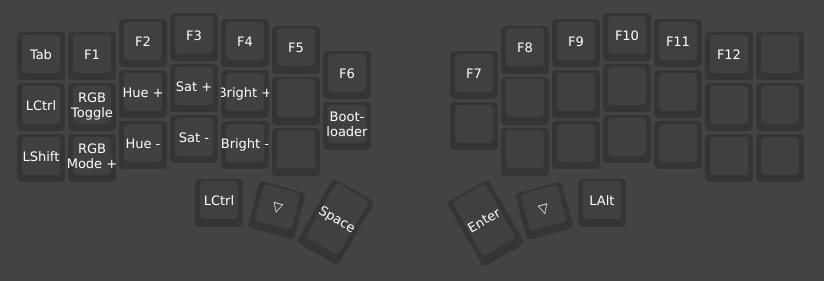 Tab
F1
F2
F3
F4
F5
F6
F7
F8
F9
F10
F11
F12
LCtrl
RGB
Toggle
Hue +
Sat +
Bright +
Boot-
loader
LShift
RGB
Mode +
Hue -
Sat -
Bright -
LCtrl
▽
Space
Enter
▽
LAlt